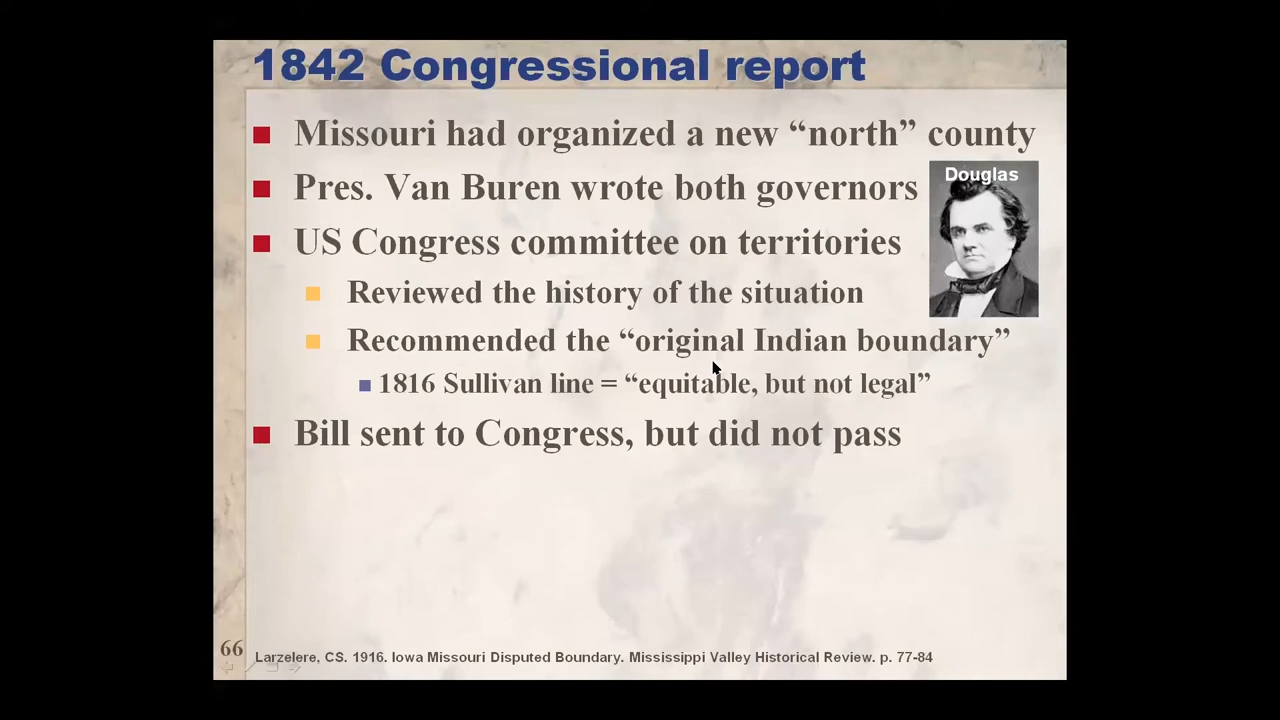 1842 Congressional report
Missouri had organized a new “north” county
Pres. Van Buren wrote both governors
Douglas
US Congress committee on territories
Reviewed the history of the situation
Recommended the “original Indian boundary”
1816 Sullivan line = “equitable, but not legal”
Bill sent to Congress, but did not pass
66
Larzelere, CS. 1916. Iowa Missouri Disputed Boundary. Mississippi Valley Historical Review. p. 77-84